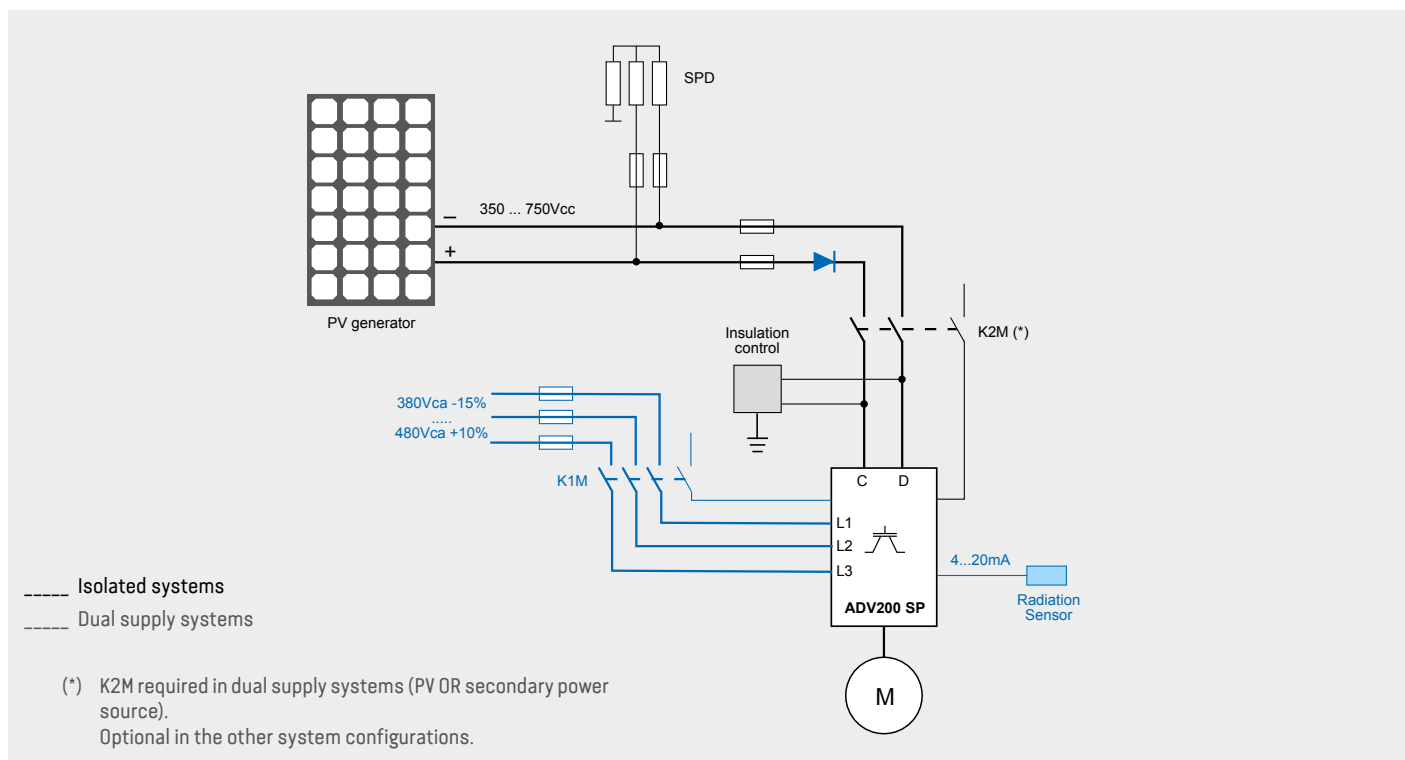 SPD
– 350 ... 750Vcc
+
PV generator
K2M (*)
Insulation
control
380Vca -15%
.....
480Vca +10%
K1M
C D
L1
L2
L3
4...20mA
ADV200 SP
Radiation
Sensor
M
_____ Isolated systems
_____ Dual supply systems
(*) K2M required in dual supply systems (PV OR secondary power
source).
Optional in the other system configurations.